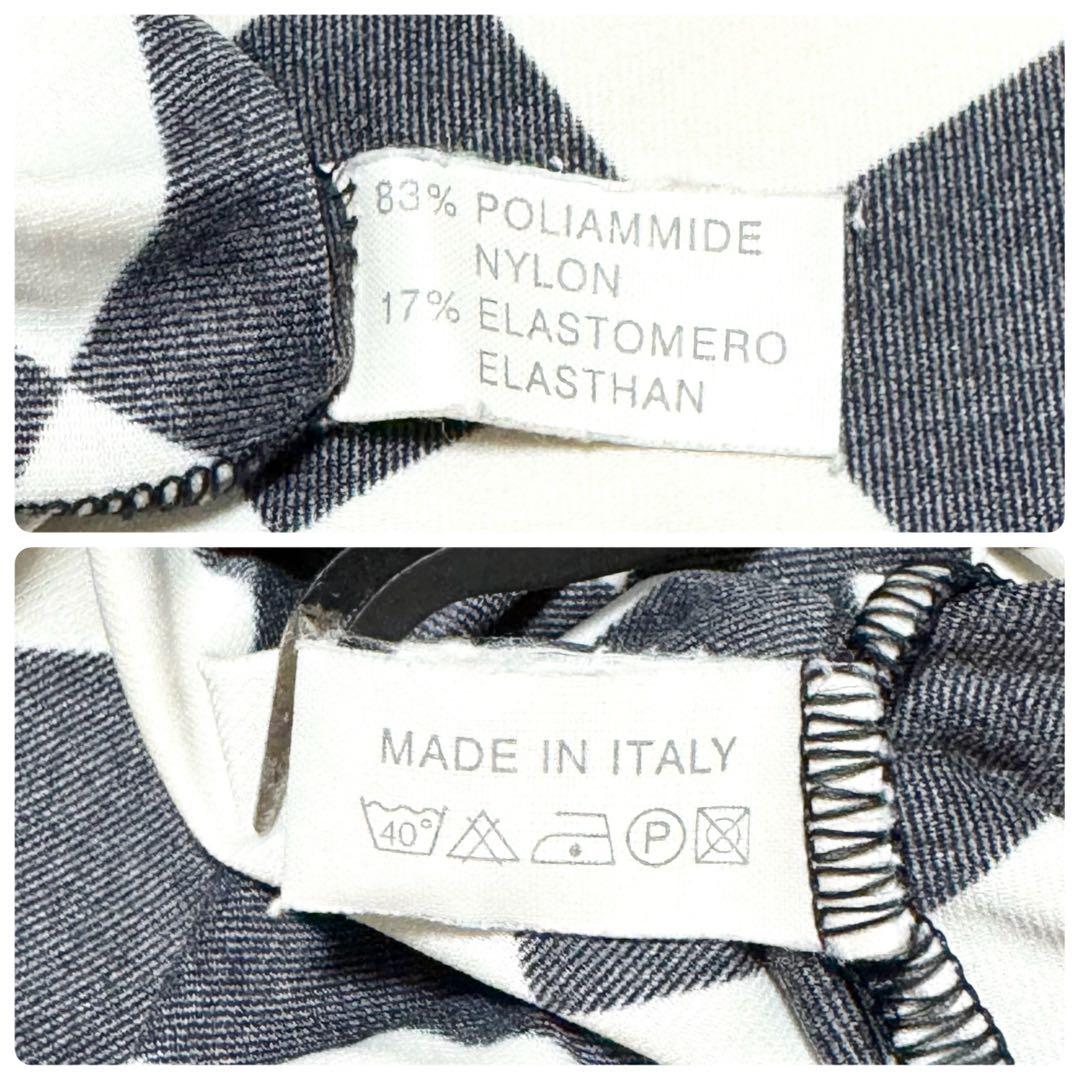 83% POLIAMMIDE
NYLON
17% ELASTOMERO
ELASTHAN
MADE IN ITALY
40° P